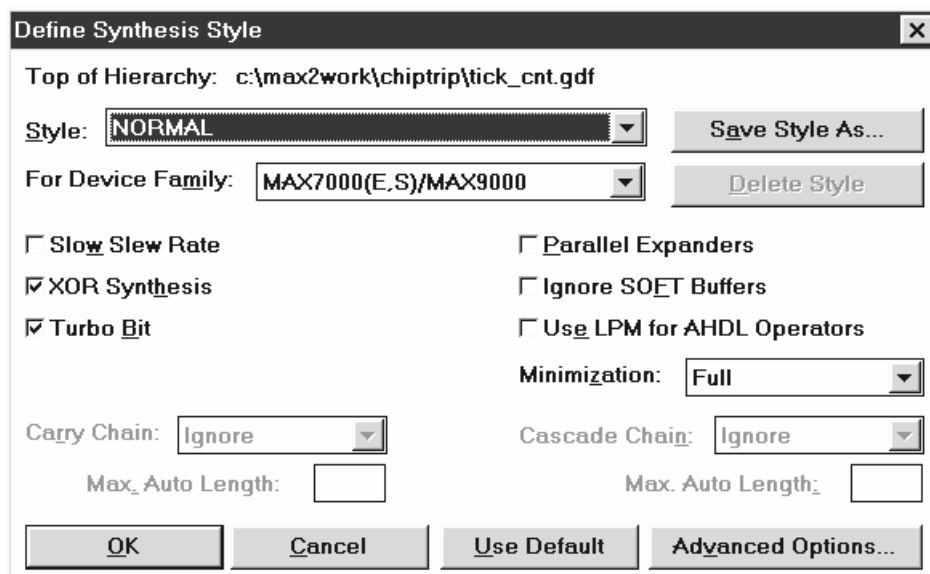 Define Synthesis Style
Top of Hierarchy: c:\max2work\chiptrip\tick_cnt.gdf
Style: NORMAL Save Style As...
For Device Family: MAX7000(E,S)/MAX9000 Delete Style
Slow Slew Rate Parallel Expanders
XOR Synthesis Ignore SOFT Buffers
Turbo Bit Use LPM for AHDL Operators
Minimization: Full
Carry Chain: Ignore Cascade Chain: Ignore
Max. Auto Length: Max. Auto Length:
OK Cancel Use Default Advanced Options...